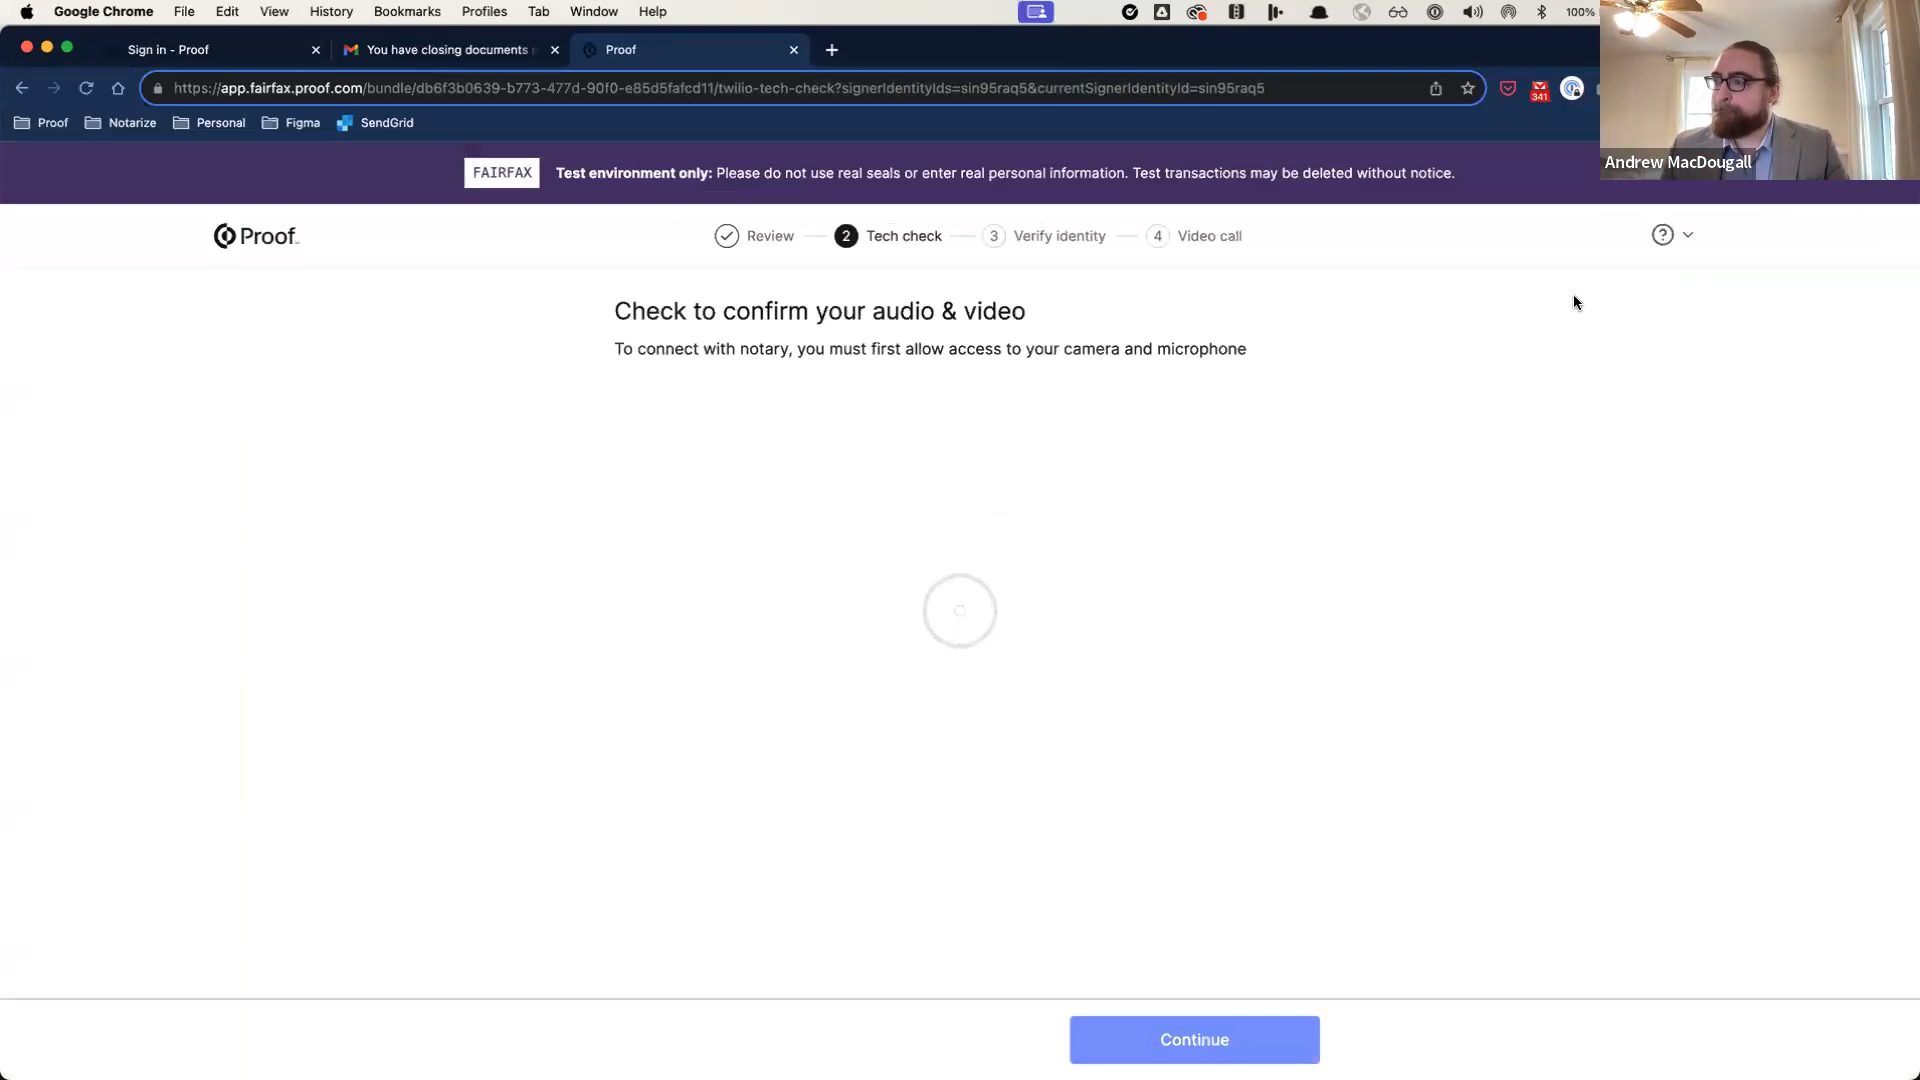 Google Chrome File Edit View History Bookmarks Profiles Tab Window Help 100%
Sign in - Proof You have closing documents Proof
https://app.fairfax.proof.com/bundle/db6f3b0639-b773-477d-90f0-e85d5fafcd11/twilio-tech-check?signerIdentityIds=sin95raq5&currentSignerIdentityId=sin95raq5 341
Proof Notarize Personal Figma SendGrid
Andrew MacDougall
FAIRFAX Test environment only: Please do not use real seals or enter real personal information. Test transactions may be deleted without notice.
Proof. Review 2 Tech check 3 Verify identity 4 Video call ?
Check to confirm your audio & video
To connect with notary, you must first allow access to your camera and microphone
Continue